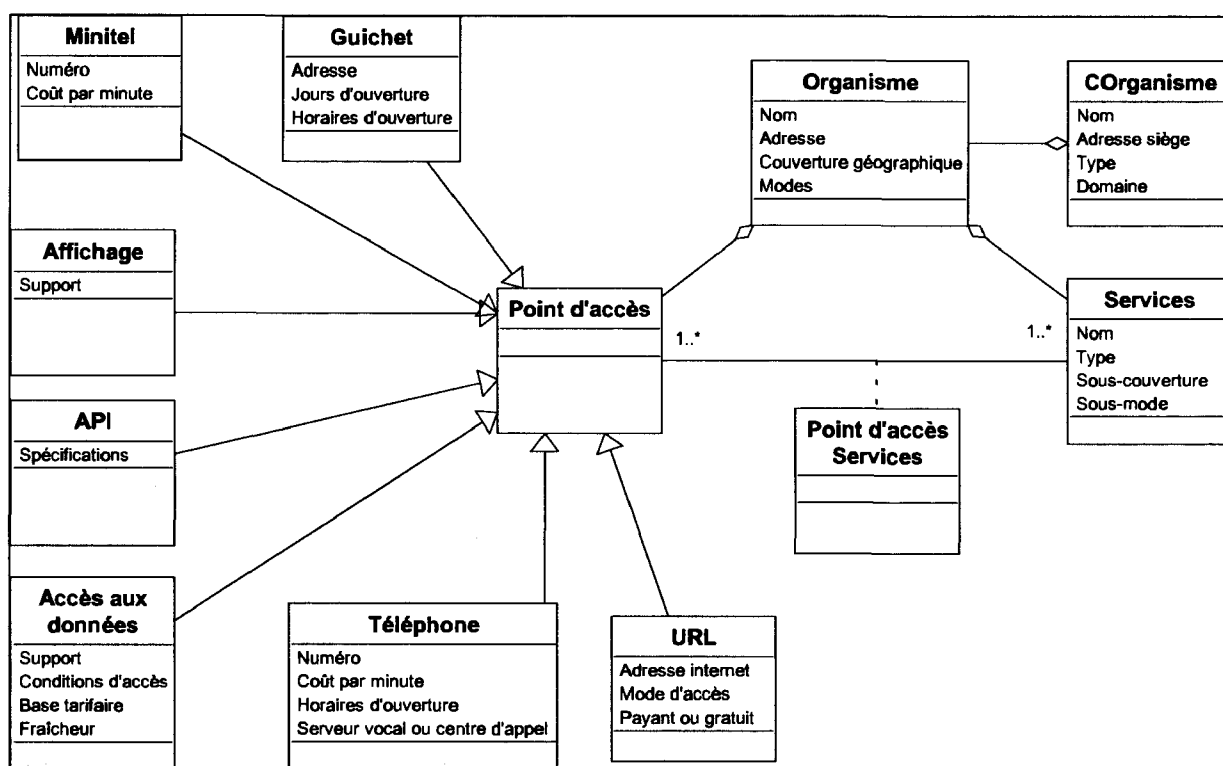 Minitel
Numéro
Coût par minute
Guichet
Adresse
Jours d'ouverture
Horaires d'ouverture
Organisme
Nom
Adresse
Couverture géographique
Modes
COrganisme
Nom
Adresse siège
Type
Domaine
Affichage
Support
Point d'accès
1..*
1..*
Services
Nom
Type
Sous-couverture
Sous-mode
API
Spécifications
Point d'accès
Services
Accès aux
données
Support
Conditions d'accès
Base tarifaire
Fraîcheur
Téléphone
Numéro
Coût par minute
Horaires d'ouverture
Serveur vocal ou centre d'appel
URL
Adresse internet
Mode d'accès
Payant ou gratuit